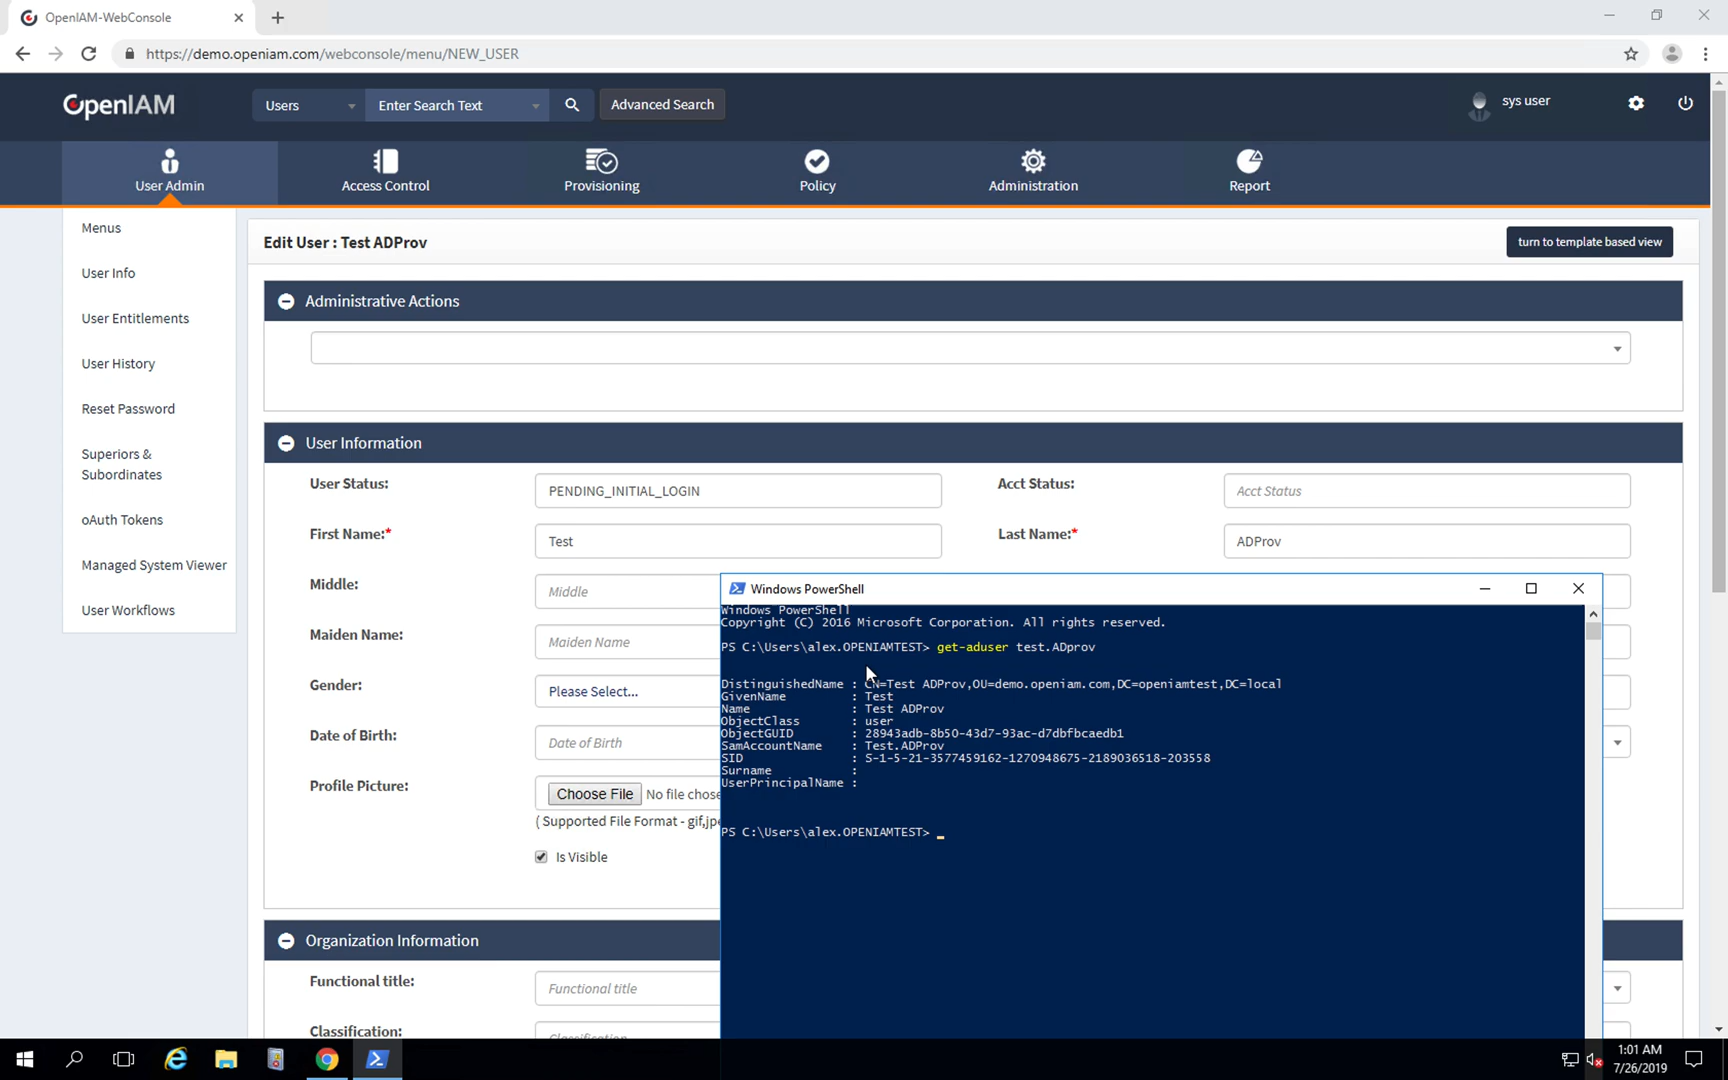 OpenIAM-WebConsole
https://demo.openiam.com/webconsole/menu/NEW_USER
OpenIAM
Users
Enter Search Text
Advanced Search
sys user
User Admin
Access Control
Provisioning
Policy
Administration
Report
Menus
User Info
User Entitlements
User History
Reset Password
Superiors &
Subordinates
oAuth Tokens
Managed System Viewer
User Workflows
Edit User : Test ADProv
turn to template based view
Administrative Actions
User Information
User Status:
PENDING_INITIAL_LOGIN
Acct Status:
Acct Status
First Name:*
Test
Last Name:*
ADProv
Middle:
Middle
Maiden Name:
Maiden Name
Gender:
Please Select...
Date of Birth:
Date of Birth
Profile Picture:
Choose File No file chose
( Supported File Format - gif,jpe
Is Visible
Organization Information
Functional title:
Functional title
Classification:
Classification
Windows PowerShell
Windows PowerShell
Copyright (C) 2016 Microsoft Corporation. All rights reserved.
PS C:\Users\alex.OPENIAMTEST> get-aduser test.ADprov
DistinguishedName : CN=Test ADProv,OU=demo.openiam.com,DC=openiamtest,DC=local
GivenName : Test
Name : Test ADProv
ObjectClass : user
ObjectGUID : 28943adb-8b50-43d7-93ac-d7dbfbcaedb1
SamAccountName : Test.ADProv
SID : S-1-5-21-3577459162-1270948675-2189036518-203558
Surname :
UserPrincipalName :
PS C:\Users\alex.OPENIAMTEST> _
1:01 AM
7/26/2019